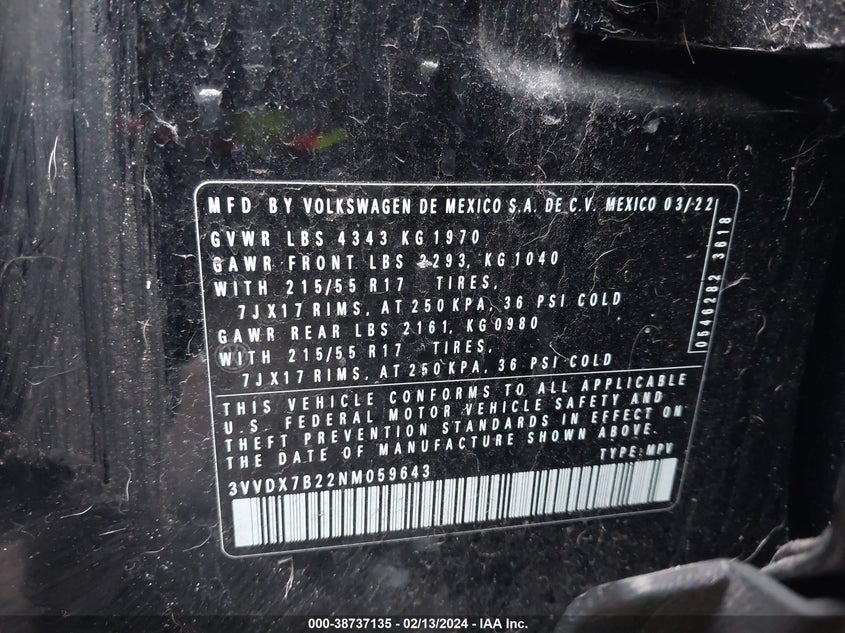 MFD BY VOLKSWAGEN DE MEXICO S.A. DE C.V. MEXICO 03/22
GVWR LBS 4343 KG 1970
GAWR FRONT LBS 2293, KG 1040
WITH 215/55 R17 TIRES,
7JX17 RIMS, AT 250 KPA, 36 PSI COLD
GAWR REAR LBS 2161, KG 0980
WITH 215/55 R17 TIRES,
7JX17 RIMS, AT 250 KPA, 36 PSI COLD
THIS VEHICLE CONFORMS TO ALL APPLICABLE
U.S. FEDERAL MOTOR VEHICLE SAFETY AND
THEFT PREVENTION STANDARDS IN EFFECT ON
THE DATE OF MANUFACTURE SHOWN ABOVE.
TYPE: MPV
3VVDX7B22NM059643
0646282 3618
000-38737135 - 02/13/2024 - IAA Inc.